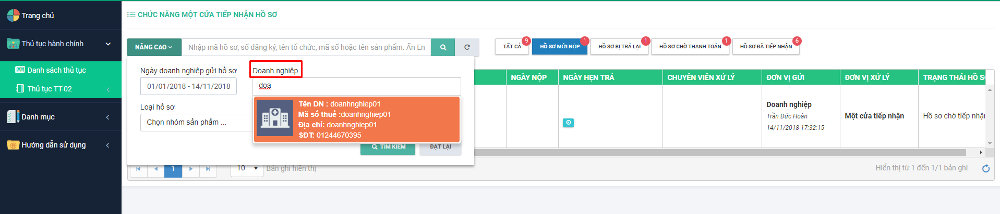 Trang chủ
Thủ tục hành chính
Danh sách thủ tục
Thủ tục TT-02
Danh mục
Hướng dẫn sử dụng
CHỨC NĂNG MỘT CỬA TIẾP NHẬN HỒ SƠ
NÂNG CAO
Nhập mã hồ sơ, số đăng ký, tên tổ chức, mã số hoặc tên sản phẩm. Ấn En
TẤT CẢ 9
HỒ SƠ MỚI NỘP 1
HỒ SƠ BỊ TRẢ LẠI 1
HỒ SƠ CHỜ THANH TOÁN 1
HỒ SƠ ĐÃ TIẾP NHẬN 6
Ngày doanh nghiệp gửi hồ sơ
01/01/2018 - 14/11/2018
Doanh nghiệp
doa
Tên DN : doanhnghiep01
Mã số thuế :doanhnghiep01
Địa chỉ: doanhnghiep01
SĐT: 01244670395
Loại hồ sơ
Chọn nhóm sản phẩm ...
TÌM KIẾM
ĐẶT LẠI
NGÀY NỘP NGÀY HẸN TRẢ CHUYÊN VIÊN XỬ LÝ ĐƠN VỊ GỬI ĐƠN VỊ XỬ LÝ TRẠNG THÁI HỒ SƠ
Doanh nghiệp
Trần Đức Hoàn
14/11/2018 17:32:15
Một cửa tiếp nhận
Hồ sơ chờ tiếp nhận
1
10
Bản ghi hiển thị
Hiển thị từ 1 đến 1/1 bản ghi